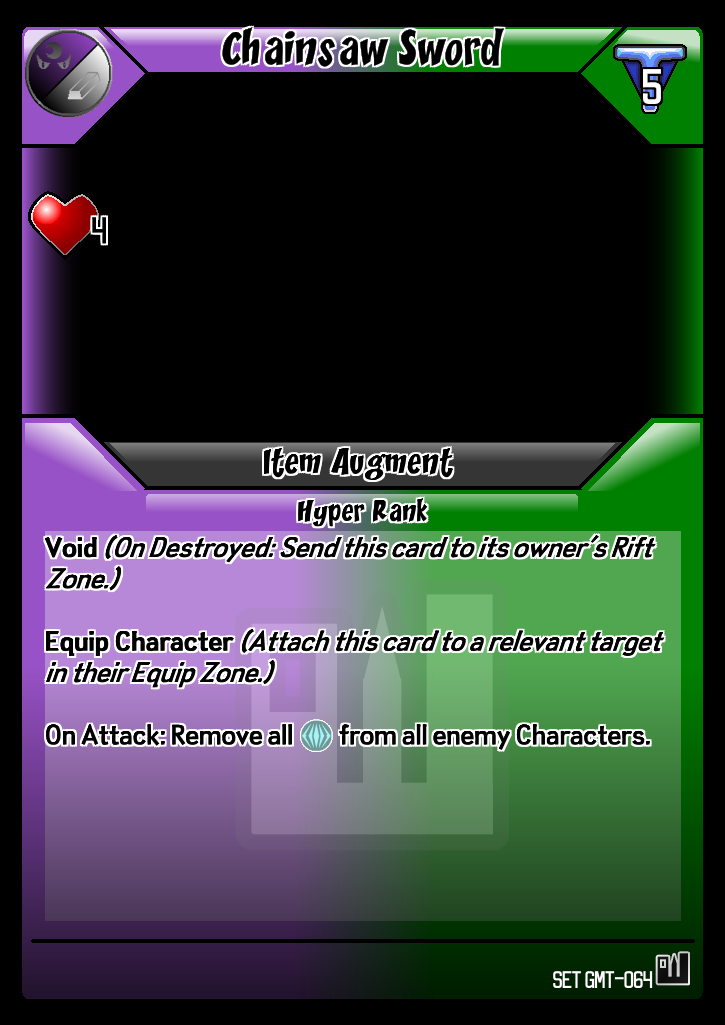 Chainsaw Sword
5
4
Item Augment
Hyper Rank
Void (On Destroyed: Send this card to its owner's Rift
Zone.)
Equip Character (Attach this card to a relevant target
in their Equip Zone.)
On Attack: Remove all from all enemy Characters.
SET GMT-064